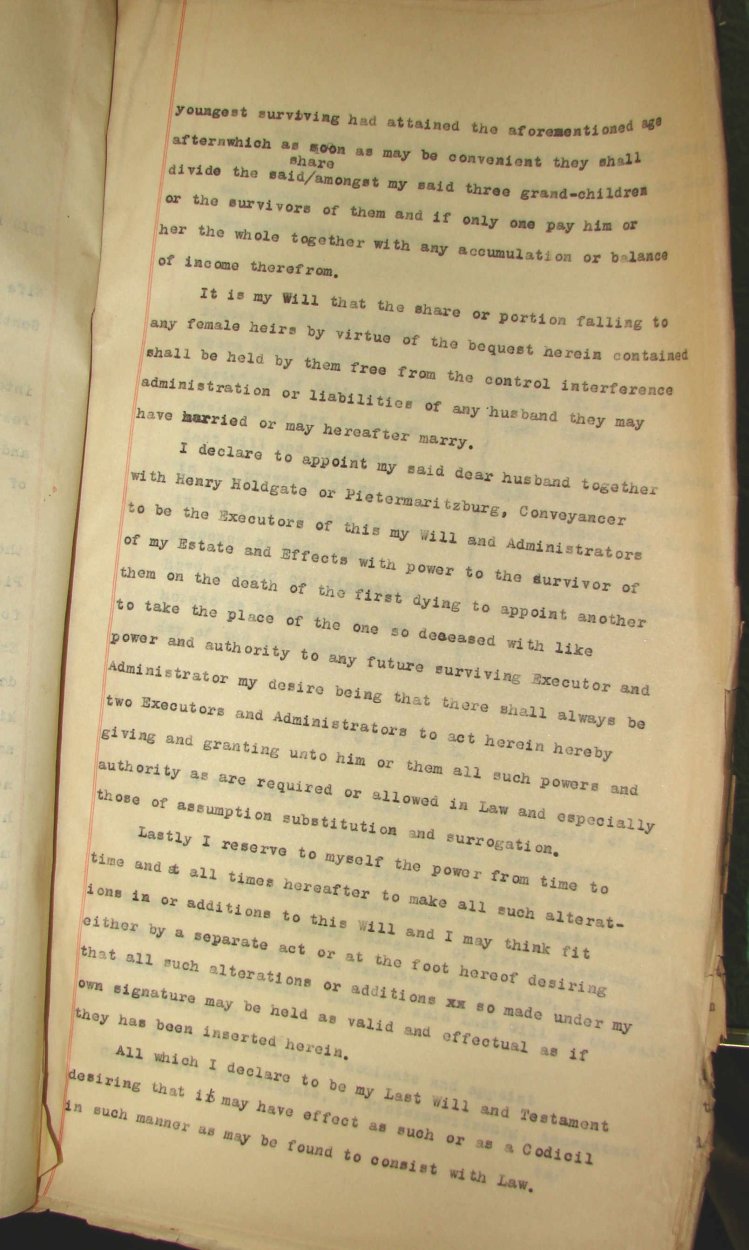 youngest surviving had attained the aforementioned age
afternwhich as soon as may be convenient they shall
share
divide the said/amongst my said three grand-children
or the survivors of them and if only one pay him or
her the whole together with any accumulation or balance
of income therefrom.
It is my Will that the share or portion falling to
any female heirs by virtue of the bequest herein contained
shall be held by them free from the control interference
administration or liabilities of any husband they may
have married or may hereafter marry.
I declare to appoint my said dear husband together
with Henry Holdgate or Pietermaritzburg, Conveyancer
to be the Executors of this my Will and Administrators
of my Estate and Effects with power to the survivor of
them on the death of the first dying to appoint another
to take the place of the one so deceased with like
power and authority to any future surviving Executor and
Administrator my desire being that there shall always be
two Executors and Administrators to act herein hereby
giving and granting unto him or them all such powers and
authority as are required or allowed in Law and especially
those of assumption substitution and surrogation.
Lastly I reserve to myself the power from time to
time and at all times hereafter to make all such alterat-
ions in or additions to this Will and I may think fit
either by a separate act or at the foot hereof desiring
that all such alterations or additions xx so made under my
own signature may be held as valid and effectual as if
they has been inserted herein.
All which I declare to be my Last Will and Testament
desiring that it may have effect as such or as a Codicil
in such manner as may be found to consist with Law.